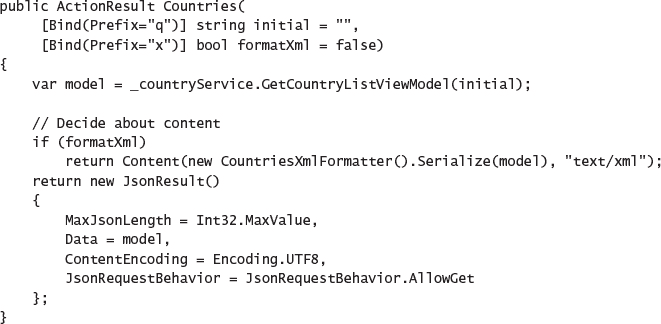 public ActionResult Countries(
     [Bind(Prefix="q")] string initial = "",
     [Bind(Prefix="x")] bool formatXml = false)
{
    var model = _countryService.GetCountryListViewModel(initial);

    // Decide about content
    if (formatXml)
        return Content(new CountriesXmlFormatter().Serialize(model), "text/xml");
    return new JsonResult()
    {
        MaxJsonLength = Int32.MaxValue,
        Data = model,
        ContentEncoding = Encoding.UTF8,
        JsonRequestBehavior = JsonRequestBehavior.AllowGet
    };
}